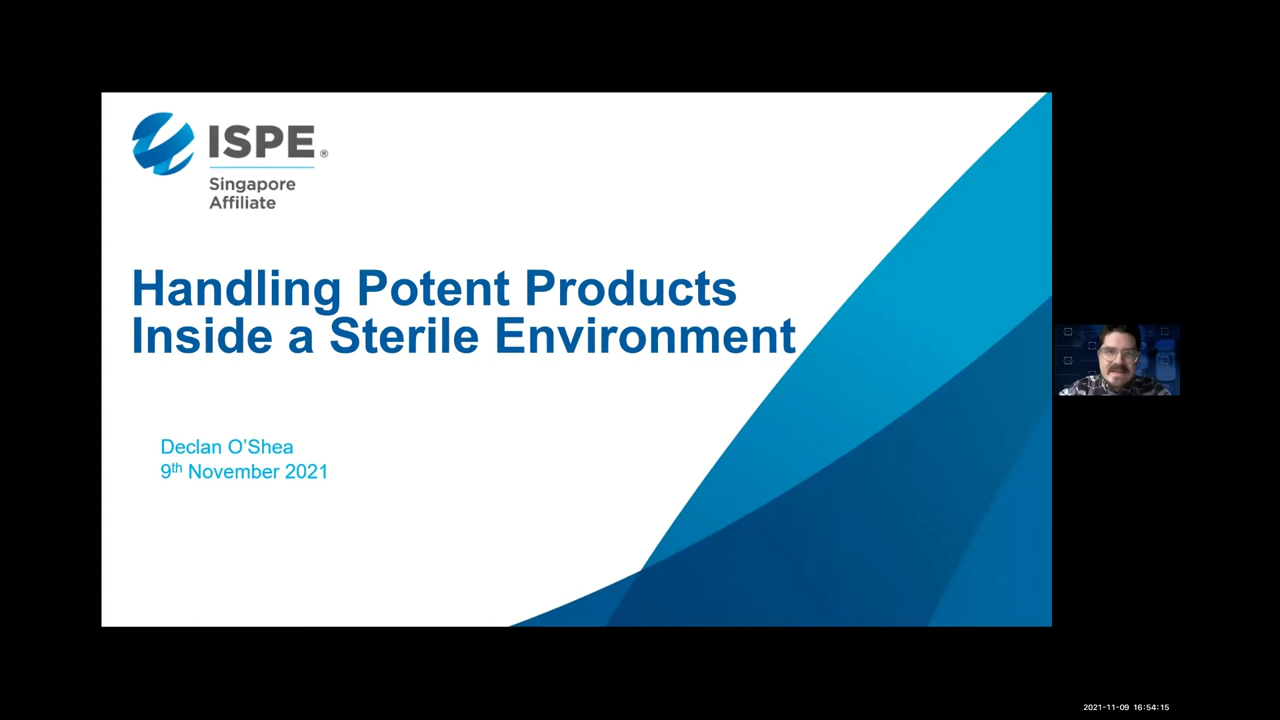 ISPE®
Singapore
Affiliate
Handling Potent Products
Inside a Sterile Environment
Declan O'Shea
9th November 2021
2021-11-09 16:54:15